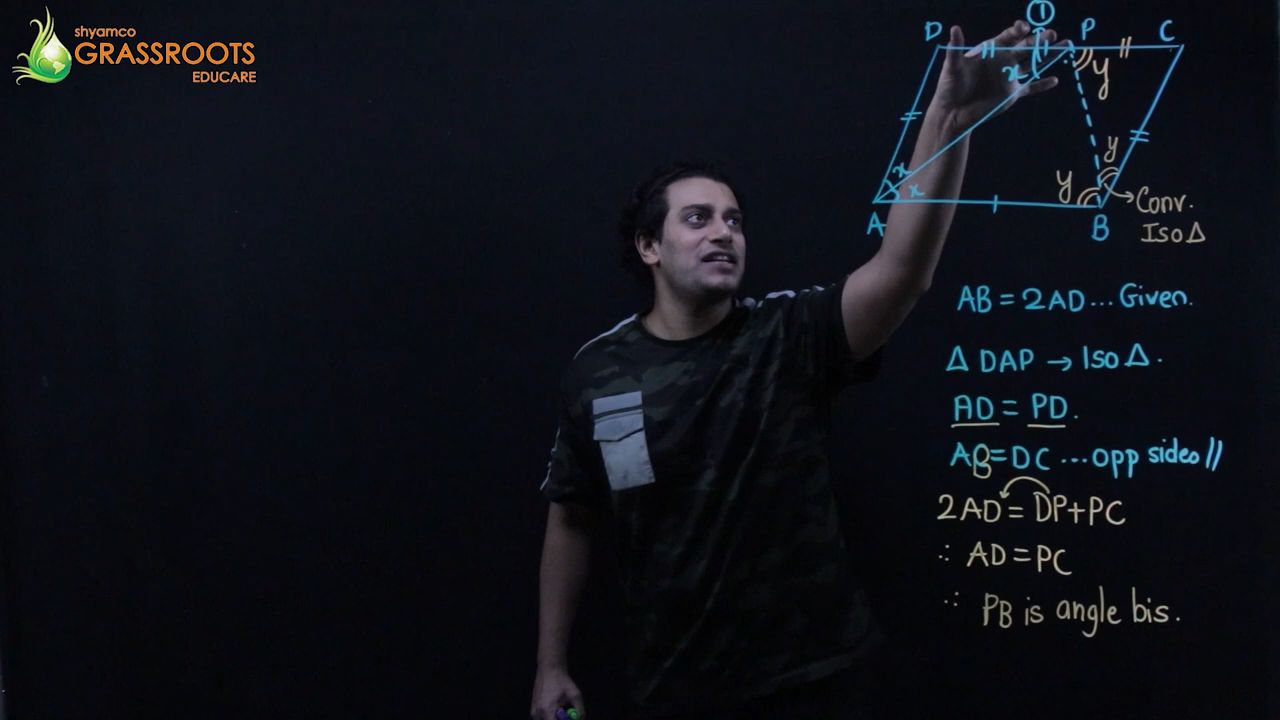 shyamco
GRASSROOTS
EDUCARE
1
D
P
C
x
y
x
x
y
y
A
B
Conv.
Iso Δ
AB = 2AD ... Given.
Δ DAP → Iso Δ.
AD = PD.
AB = DC ... opp sides //
2AD = DP+PC
∴ AD = PC
∴ PB is angle bis.